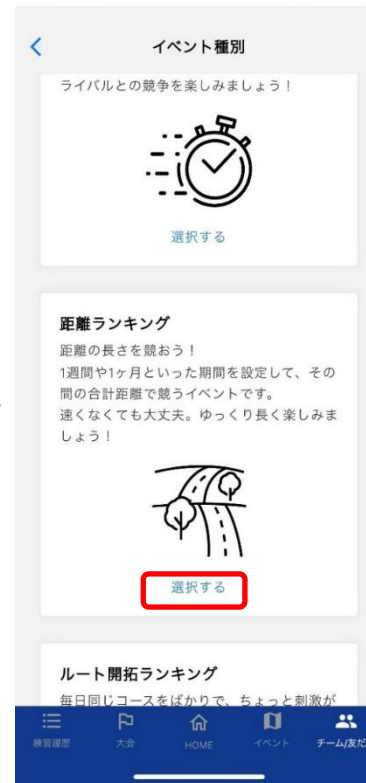 イベント種別
ライバルとの競争を楽しみましょう！
選択する
距離ランキング
距離の長さを競おう！
1週間や1ヶ月といった期間を設定して、その
間の合計距離で競うイベントです。
速くなくても大丈夫。ゆっくり長く楽しみま
しょう！
選択する
ルート開拓ランキング
毎日同じコースをばかりで、ちょっと刺激が
練習履歴
大会
HOME
イベント
チーム/友だ